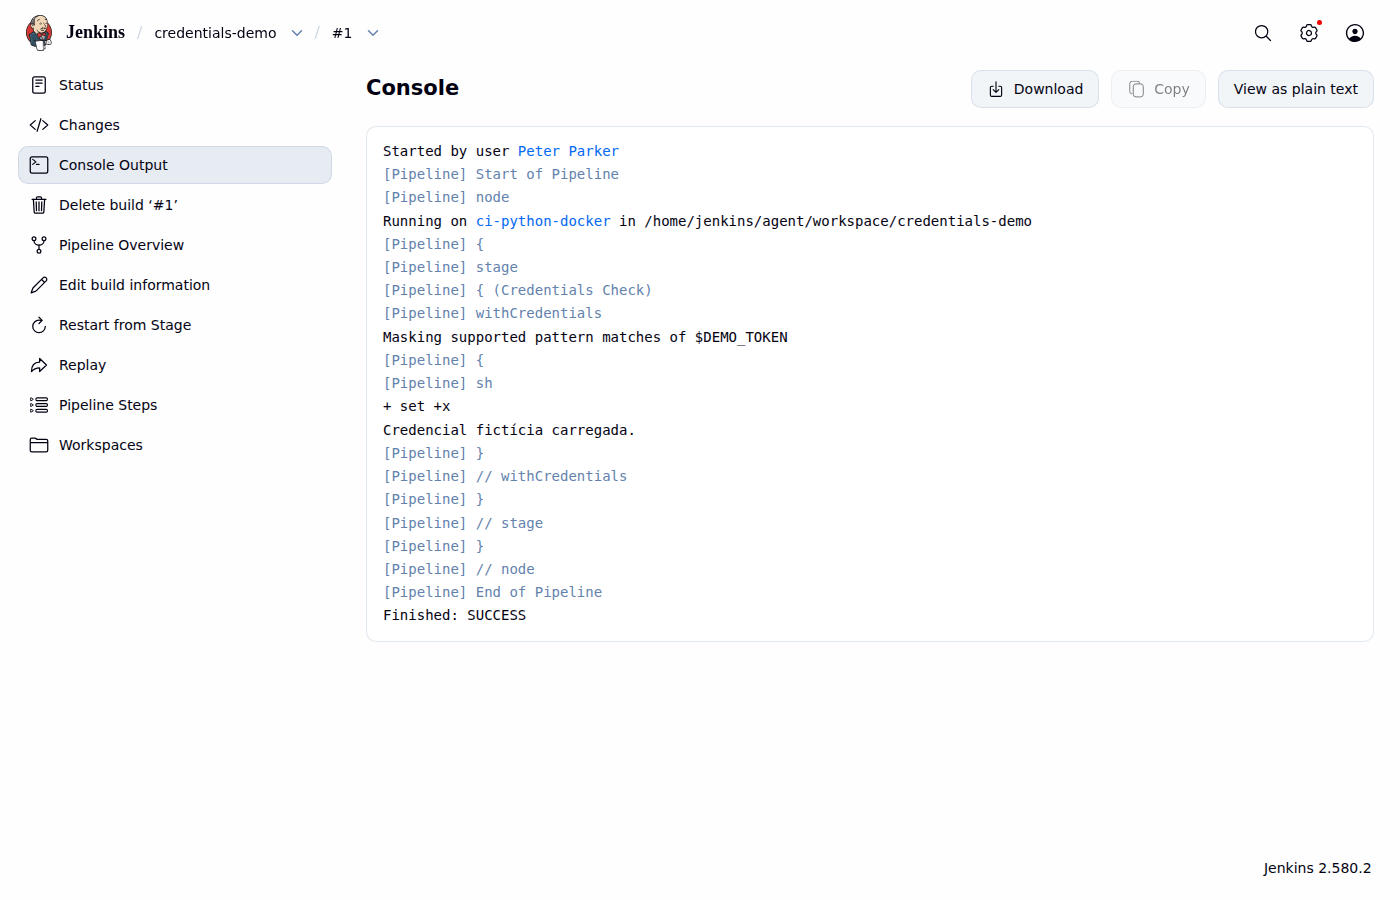 Jenkins / credentials-demo / #1
Status
Changes
Console Output
Delete build ‘#1’
Pipeline Overview
Edit build information
Restart from Stage
Replay
Pipeline Steps
Workspaces
Console
Download
Copy
View as plain text
Started by user Peter Parker
[Pipeline] Start of Pipeline
[Pipeline] node
Running on ci-python-docker in /home/jenkins/agent/workspace/credentials-demo
[Pipeline] {
[Pipeline] stage
[Pipeline] { (Credentials Check)
[Pipeline] withCredentials
Masking supported pattern matches of $DEMO_TOKEN
[Pipeline] {
[Pipeline] sh
+ set +x
Credencial fictícia carregada.
[Pipeline] }
[Pipeline] // withCredentials
[Pipeline] }
[Pipeline] // stage
[Pipeline] }
[Pipeline] // node
[Pipeline] End of Pipeline
Finished: SUCCESS
Jenkins 2.580.2